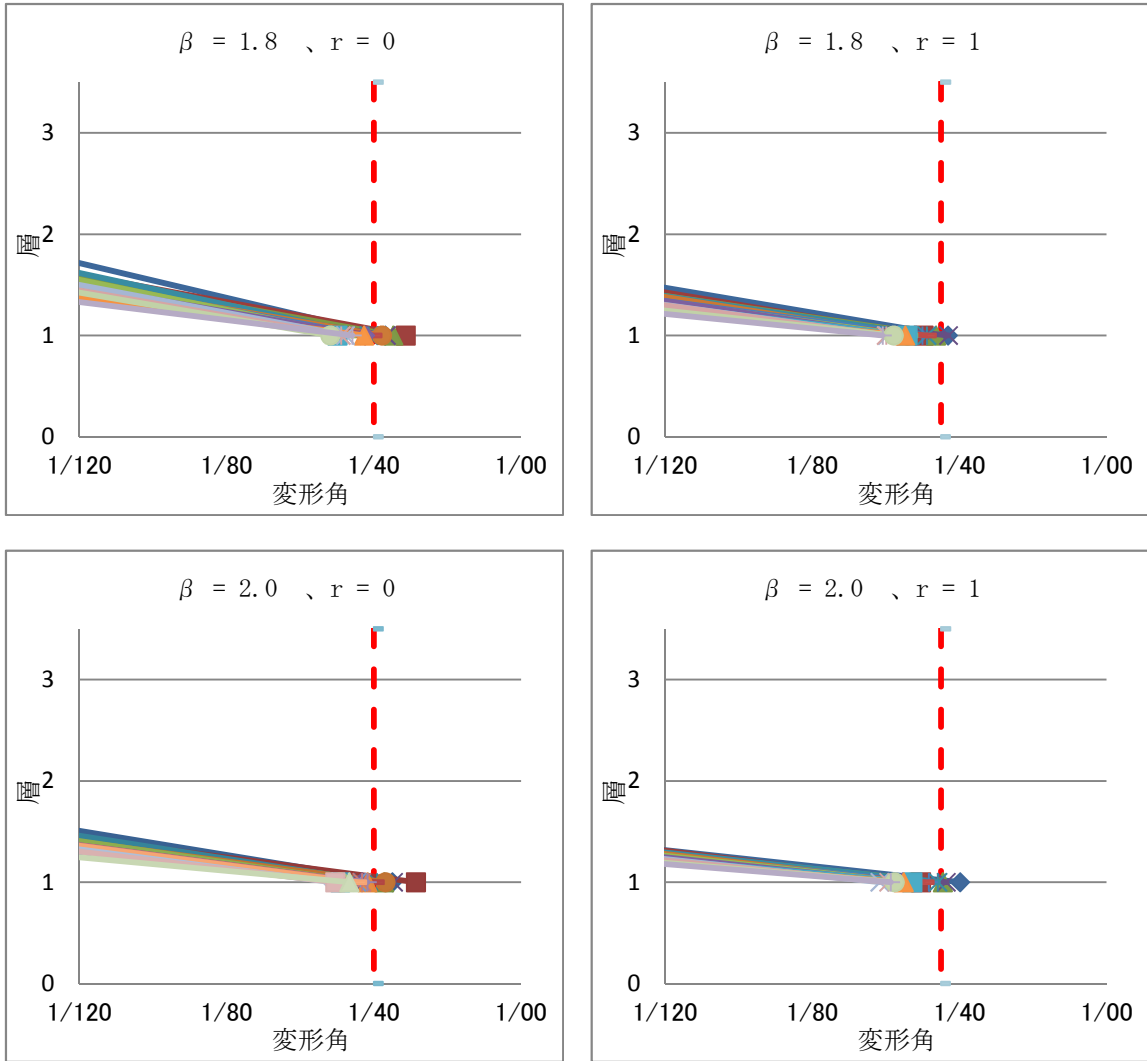 β = 1.8 、r = 0
3
2
1
0
層
1/120 1/80 1/40 1/00
変形角
β = 1.8 、r = 1
3
2
1
0
層
1/120 1/80 1/40 1/00
変形角
β = 2.0 、r = 0
3
2
1
0
層
1/120 1/80 1/40 1/00
変形角
β = 2.0 、r = 1
3
2
1
0
層
1/120 1/80 1/40 1/00
変形角